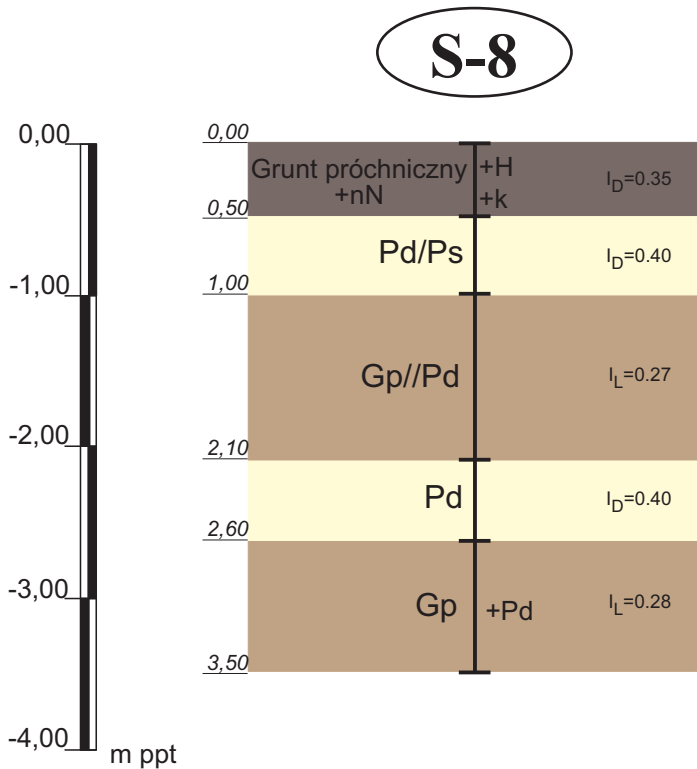 S-8
0,00
-1,00
-2,00
-3,00
-4,00
m ppt
0,00
Grunt próchniczny
+nN
+H
+k
I_D=0.35
0,50
Pd/Ps
I_D=0.40
1,00
Gp//Pd
I_L=0.27
2,10
Pd
I_D=0.40
2,60
Gp
+Pd
I_L=0.28
3,50